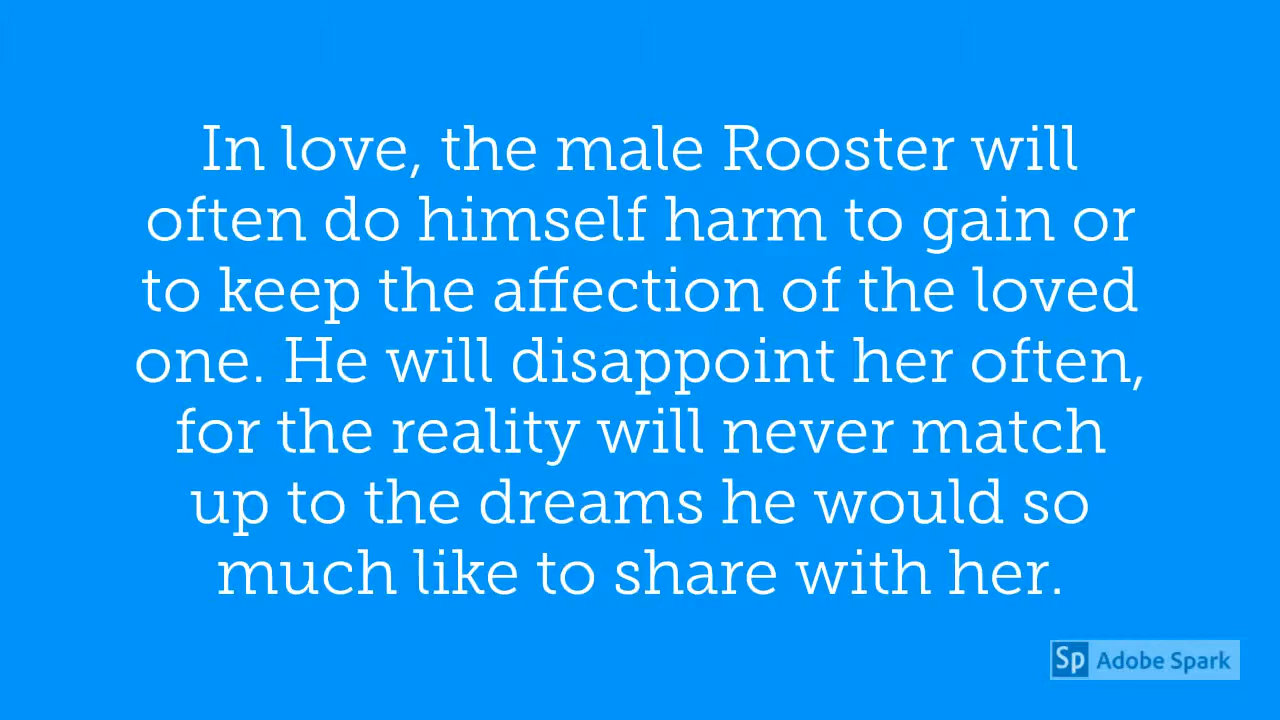 In love, the male Rooster will
often do himself harm to gain or
to keep the affection of the loved
one. He will disappoint her often,
for the reality will never match
up to the dreams he would so
much like to share with her.
Sp Adobe Spark